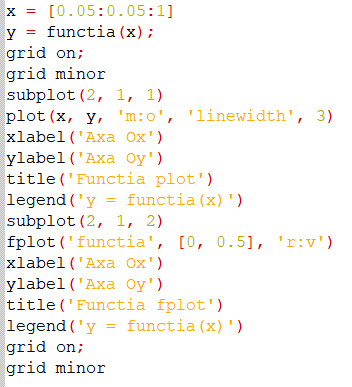 x = [0.05:0.05:1]
y = functia(x);
grid on;
grid minor
subplot(2, 1, 1)
plot(x, y, 'm:o', 'linewidth', 3)
xlabel('Axa Ox')
ylabel('Axa Oy')
title('Functia plot')
legend('y = functia(x)')
subplot(2, 1, 2)
fplot('functia', [0, 0.5], 'r:v')
xlabel('Axa Ox')
ylabel('Axa Oy')
title('Functia fplot')
legend('y = functia(x)')
grid on;
grid minor